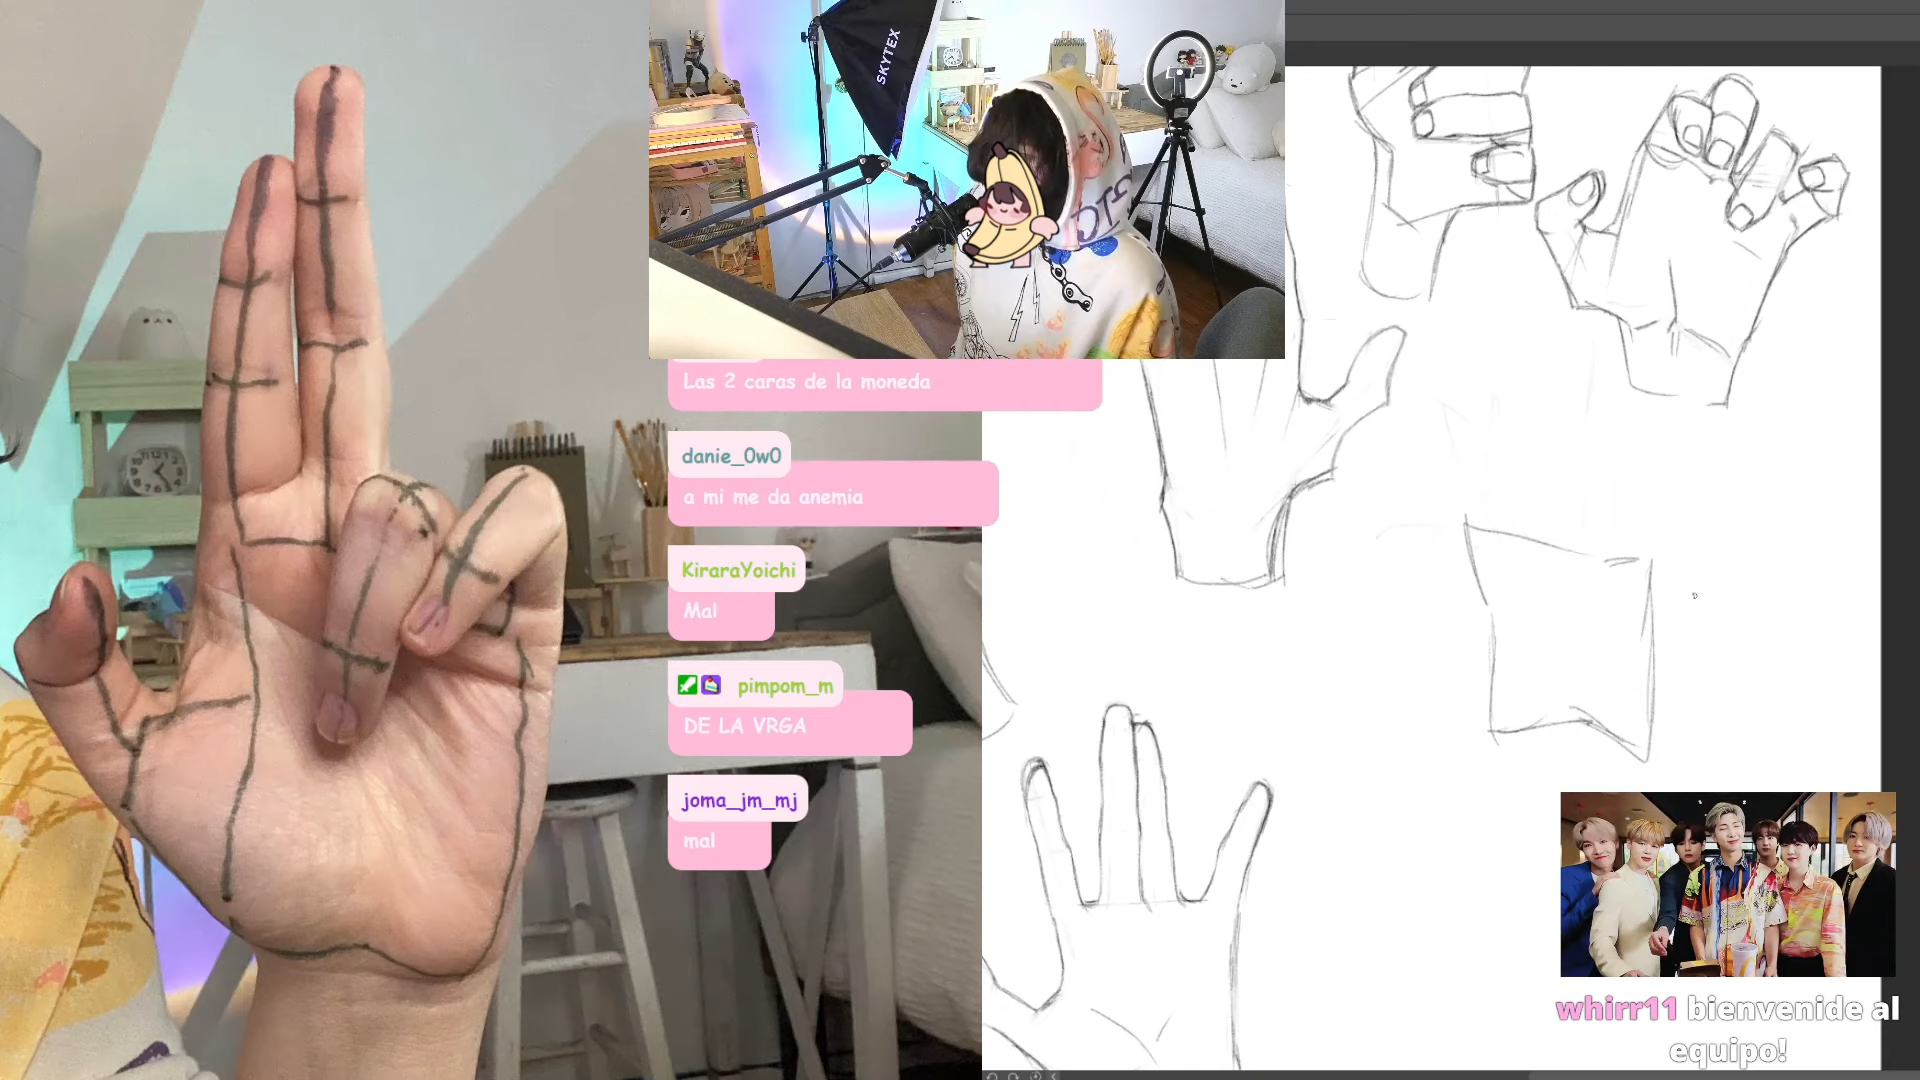 SKYTEX
Las 2 caras de la moneda
danie_0w0
a mi me da anemia
KiraraYoichi
Mal
pimpom_m
DE LA VRGA
joma_jm_mj
mal
whirr11 bienvenide al
equipo!